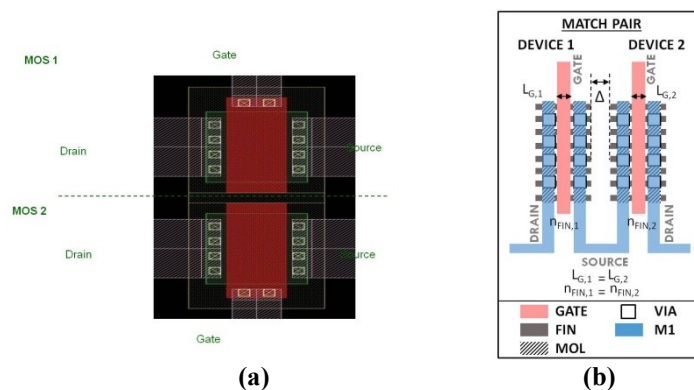 Gate
MOS 1
Drain
Source
MOS 2
Drain
Source
Gate
(a)
MATCH PAIR
DEVICE 1 DEVICE 2
GATE GATE
LG,1 Δ LG,2
nFIN,1 nFIN,2
DRAIN DRAIN
SOURCE
LG,1 = LG,2
nFIN,1 = nFIN,2
GATE VIA
FIN M1
MOL
(b)